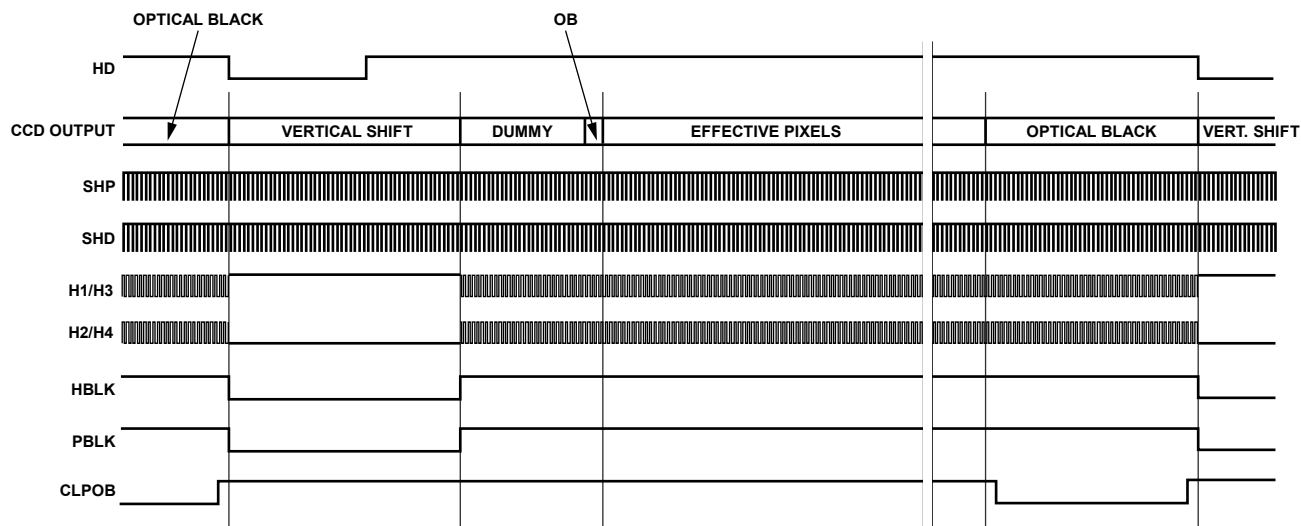 OPTICAL BLACK
OB
HD
CCD OUTPUT
VERTICAL SHIFT
DUMMY
EFFECTIVE PIXELS
OPTICAL BLACK
VERT. SHIFT
SHP
SHD
H1/H3
H2/H4
HBLK
PBLK
CLPOB